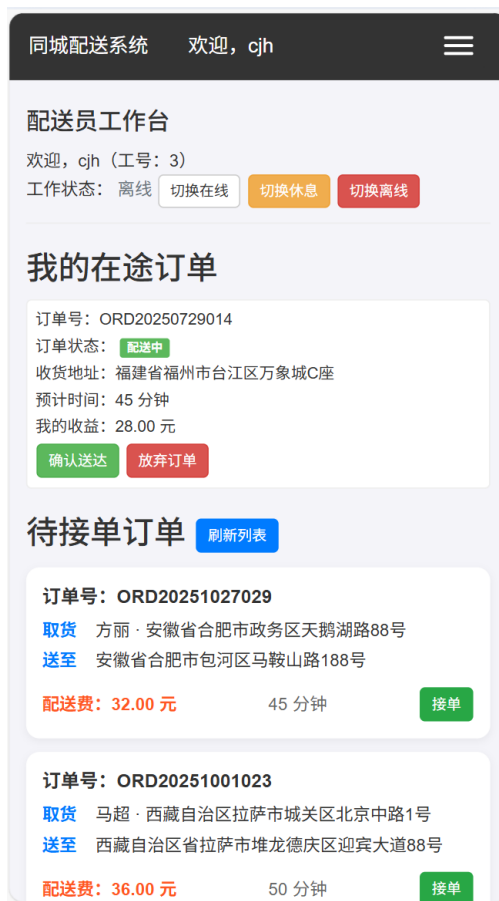 同城配送系统 欢迎，cjh
配送员工作台
欢迎，cjh（工号：3）
工作状态： 离线 切换在线 切换休息 切换离线
我的在途订单
订单号：ORD20250729014
订单状态： 配送中
收货地址：福建省福州市台江区万象城C座
预计时间：45 分钟
我的收益：28.00 元
确认送达 放弃订单
待接单订单 刷新列表
订单号：ORD20251027029
取货 方丽 · 安徽省合肥市政务区天鹅湖路88号
送至 安徽省合肥市包河区马鞍山路188号
配送费：32.00 元 45 分钟 接单
订单号：ORD20251001023
取货 马超 · 西藏自治区拉萨市城关区北京中路1号
送至 西藏自治区省拉萨市堆龙德庆区迎宾大道88号
配送费：36.00 元 50 分钟 接单